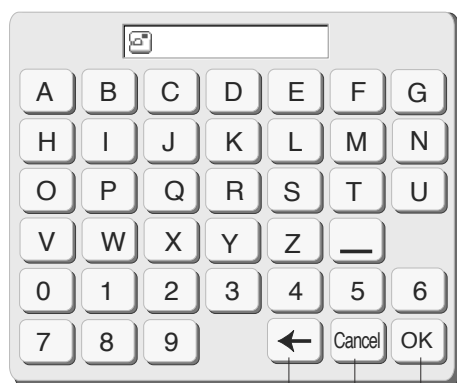 A B C D E F G
H I J K L M N
O P Q R S T U
V W X Y Z _
0 1 2 3 4 5 6
7 8 9 ← Cancel OK